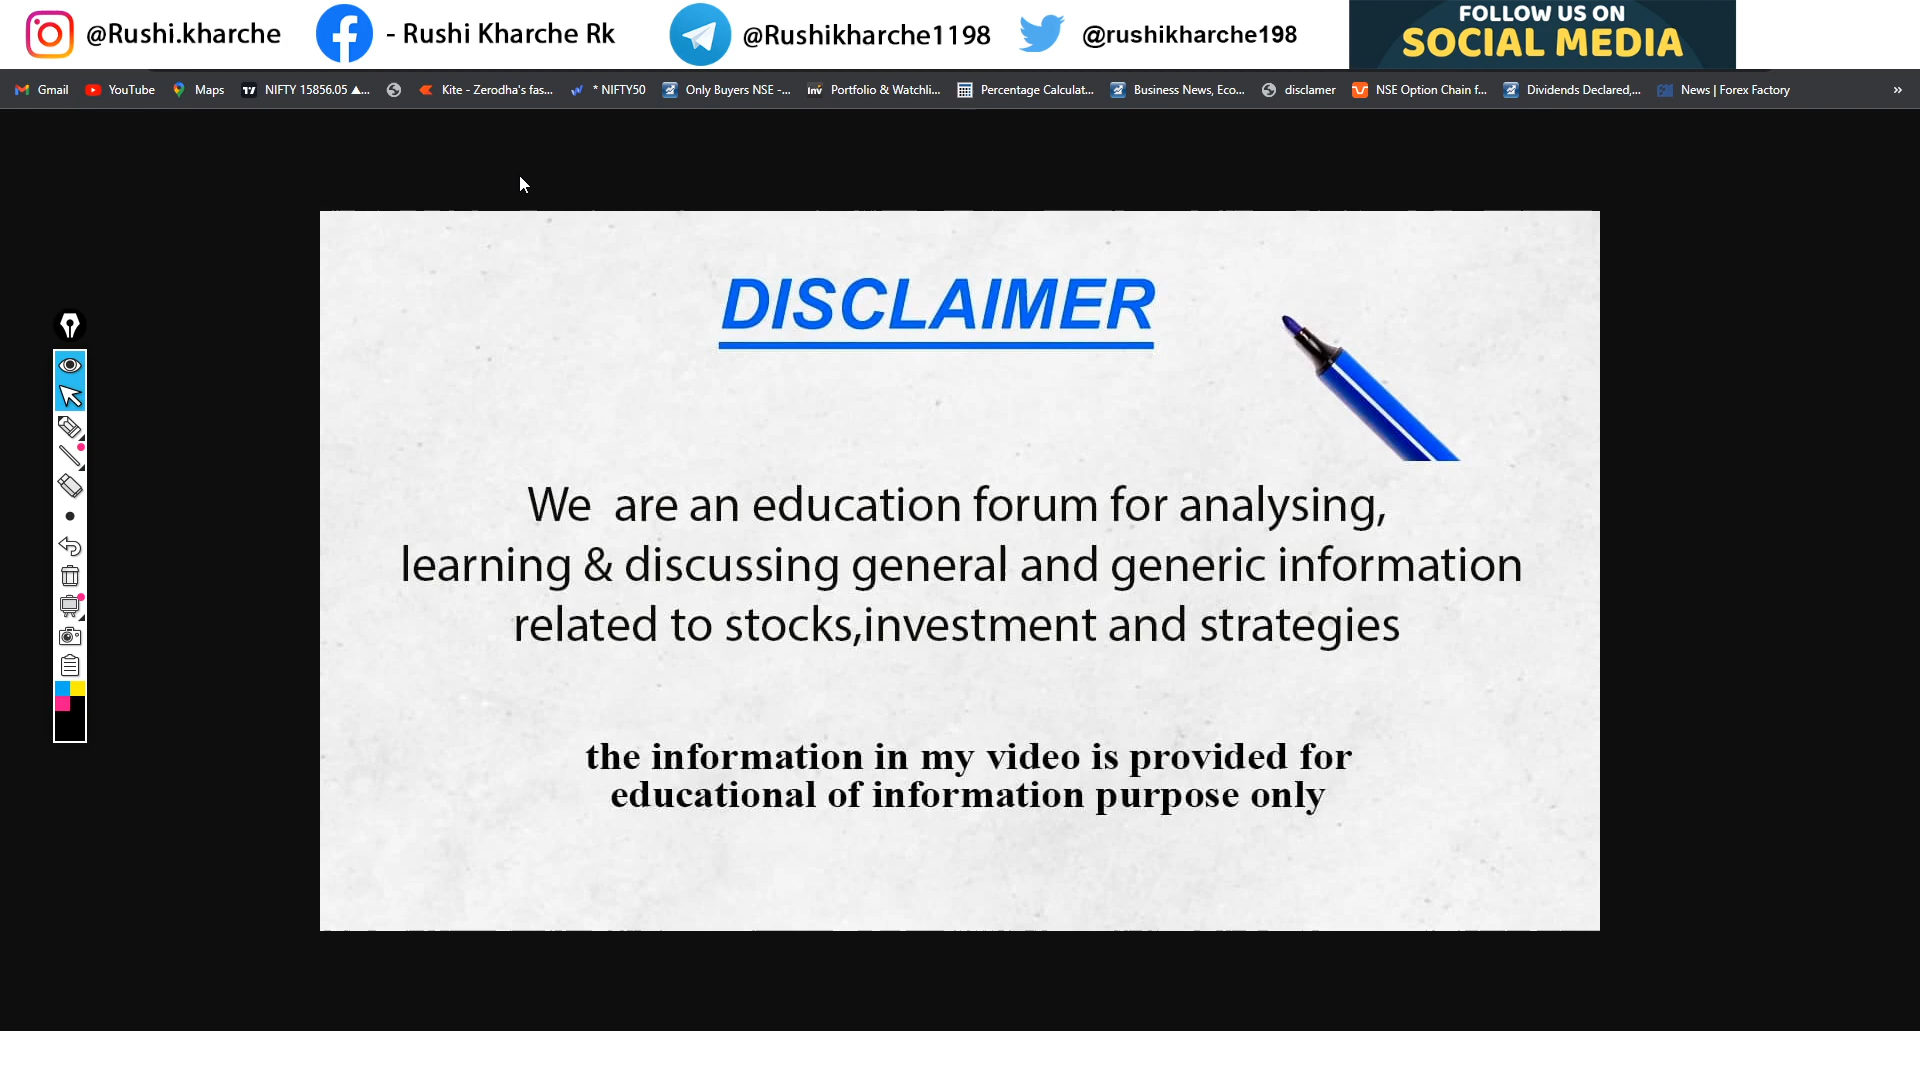 @Rushi.kharche - Rushi Kharche Rk @Rushikharche1198 @rushikharche198
FOLLOW US ON
SOCIAL MEDIA
Gmail YouTube Maps NIFTY 15856.05 ▲... Kite - Zerodha's fas... * NIFTY50 Only Buyers NSE -... Inv Portfolio & Watchli... Percentage Calculat... Business News, Eco... disclamer NSE Option Chain f... Dividends Declared,... News | Forex Factory »
DISCLAIMER
We are an education forum for analysing,
learning & discussing general and generic information
related to stocks,investment and strategies
the information in my video is provided for
educational of information purpose only